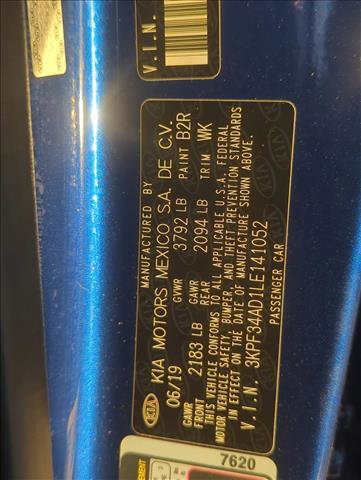 V.I.N.
MANUFACTURED BY
KIA MOTORS MEXICO S.A. DE C.V.
06/19 GVWR 3792 LB PAINT B2R
GAWR FRONT 2183 LB GAWR REAR 2094 LB TRIM WK
THIS VEHICLE CONFORMS TO ALL APPLICABLE U.S.A. FEDERAL
MOTOR VEHICLE SAFETY, BUMPER, AND THEFT PREVENTION STANDARDS
IN EFFECT ON THE DATE OF MANUFACTURE SHOWN ABOVE.
V.I.N. 3KPF34AD1LE141052
PASSENGER CAR
KIA
7620